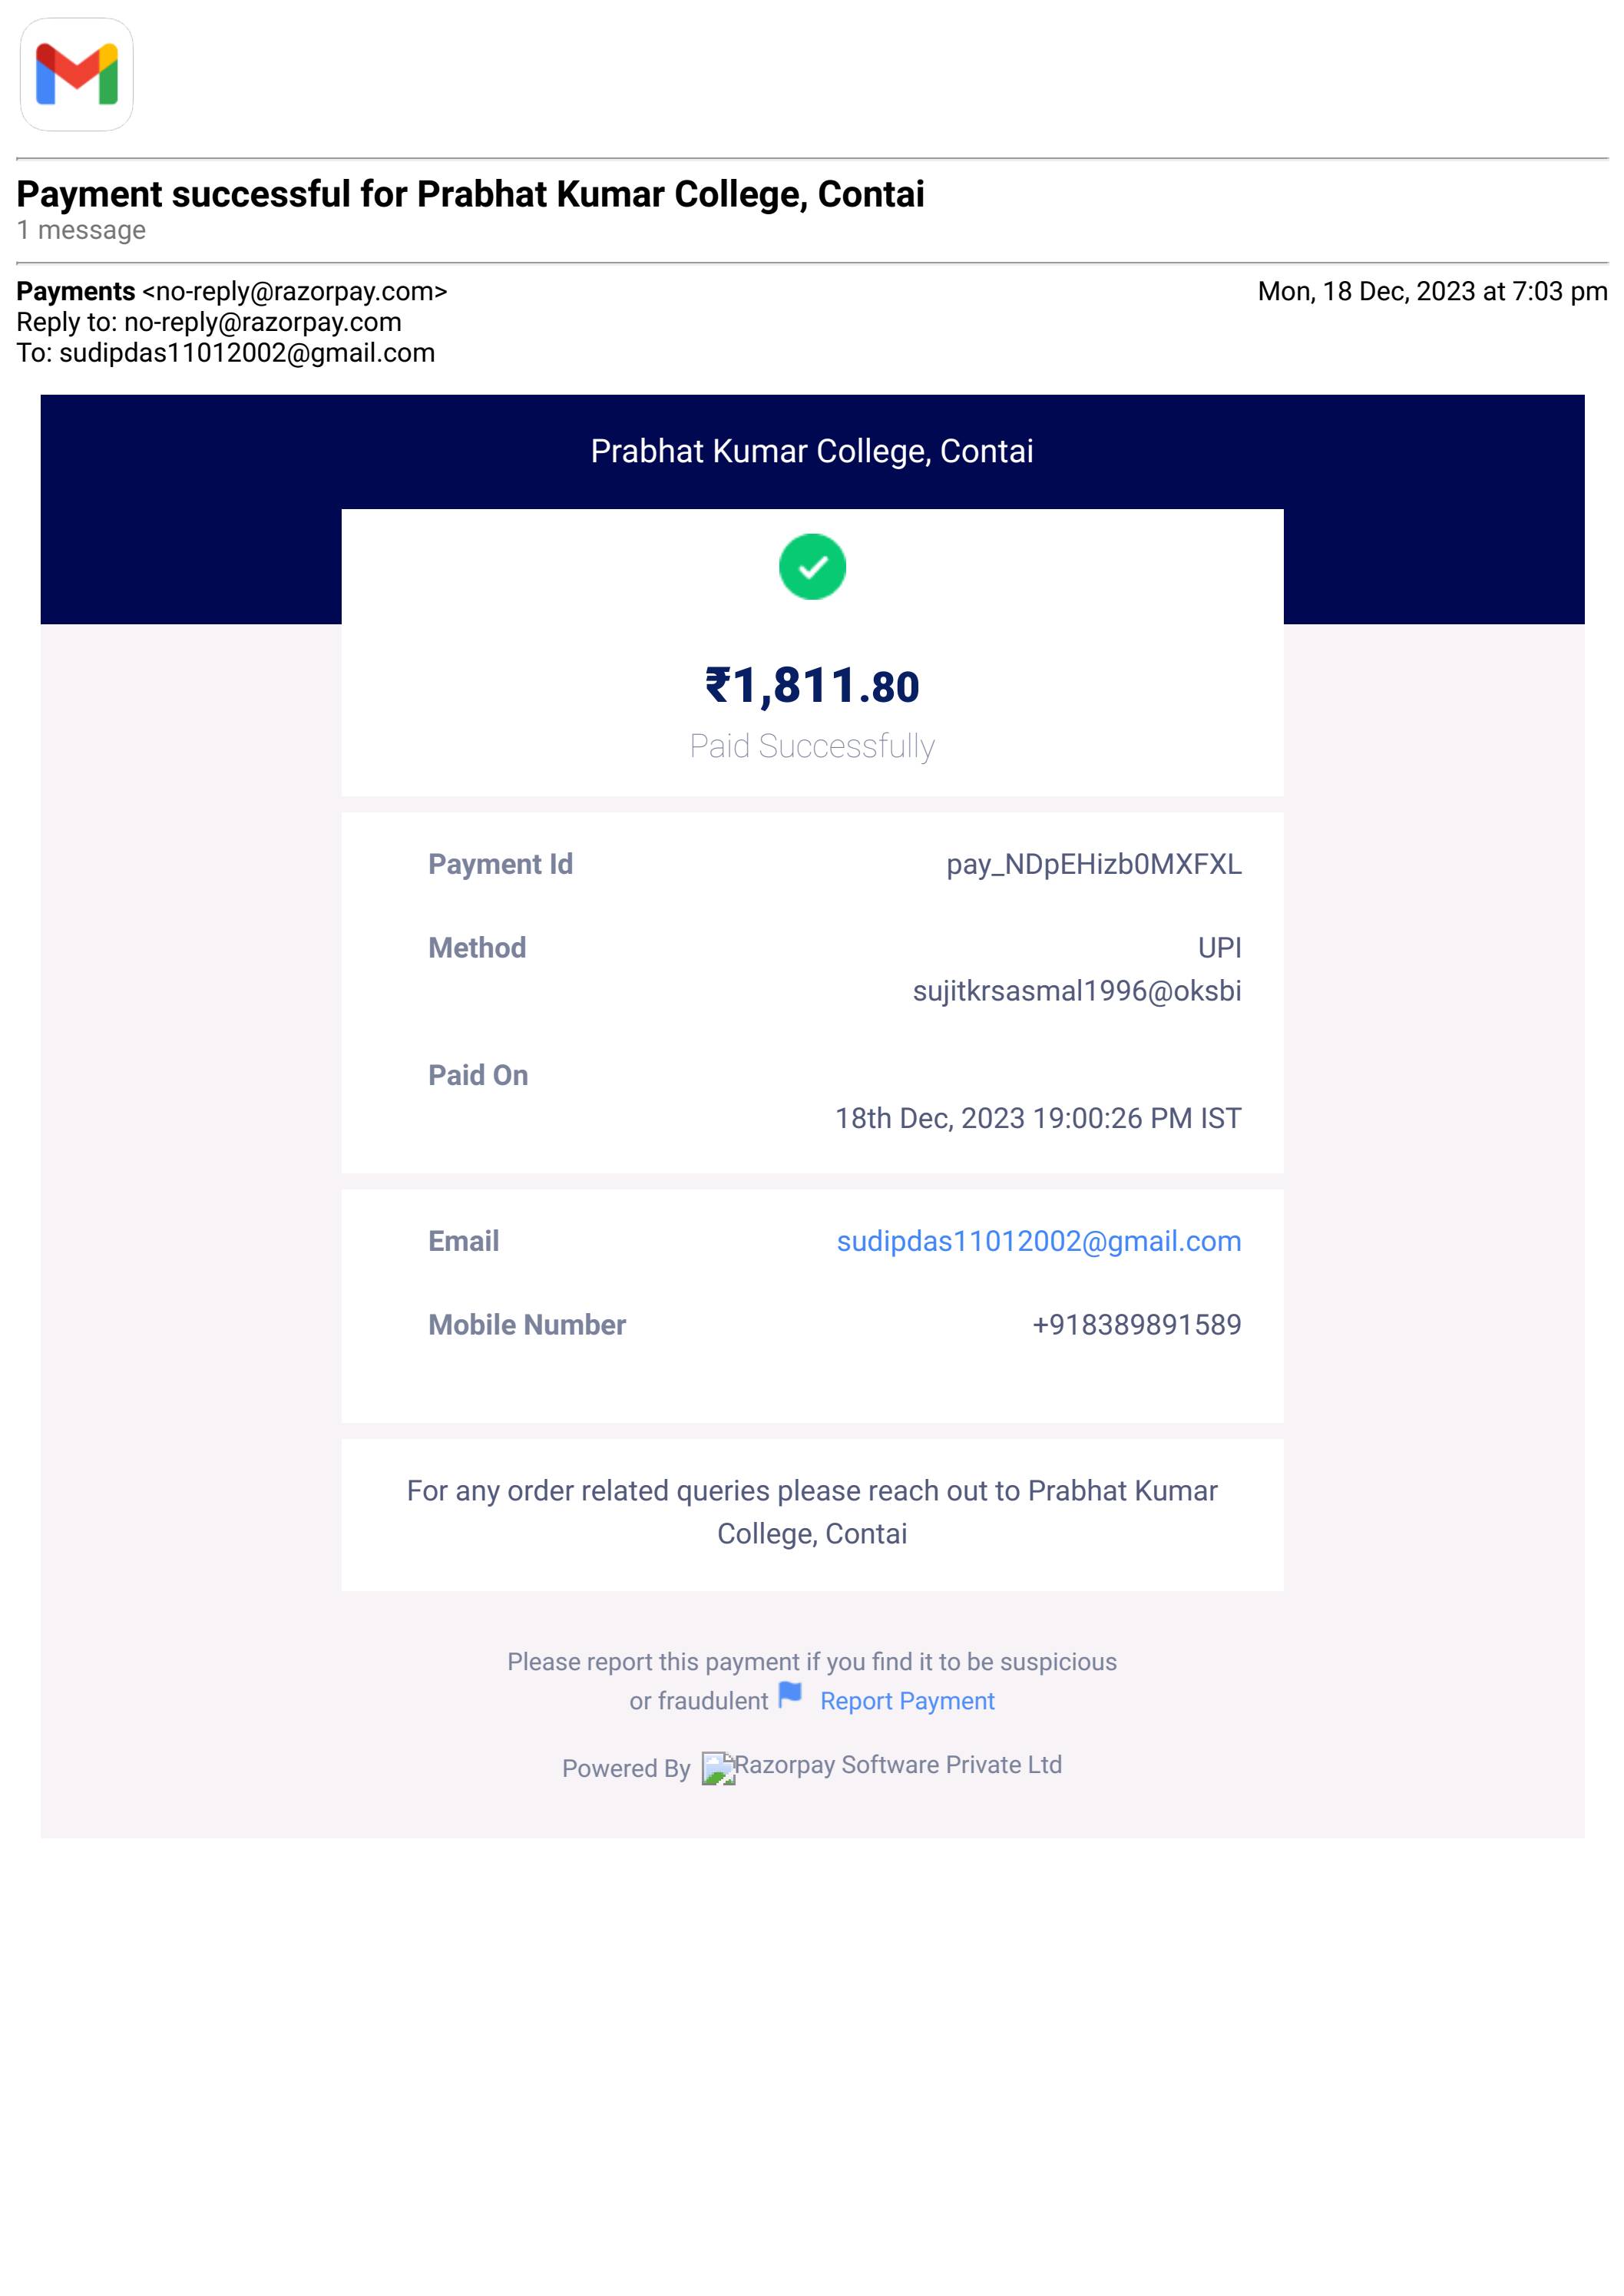 Payment successful for Prabhat Kumar College, Contai
1 message
Payments <no-reply@razorpay.com>
Mon, 18 Dec, 2023 at 7:03 pm
Reply to: no-reply@razorpay.com
To: sudipdas11012002@gmail.com
Prabhat Kumar College, Contai
₹1,811.80
Paid Successfully
Payment Id
pay_NDpEHizb0MXFXL
Method
UPI
sujitkrsasmal1996@oksbi
Paid On
18th Dec, 2023 19:00:26 PM IST
Email
sudipdas11012002@gmail.com
Mobile Number
+918389891589
For any order related queries please reach out to Prabhat Kumar
College, Contai
Please report this payment if you find it to be suspicious
or fraudulent Report Payment
Powered By Razorpay Software Private Ltd